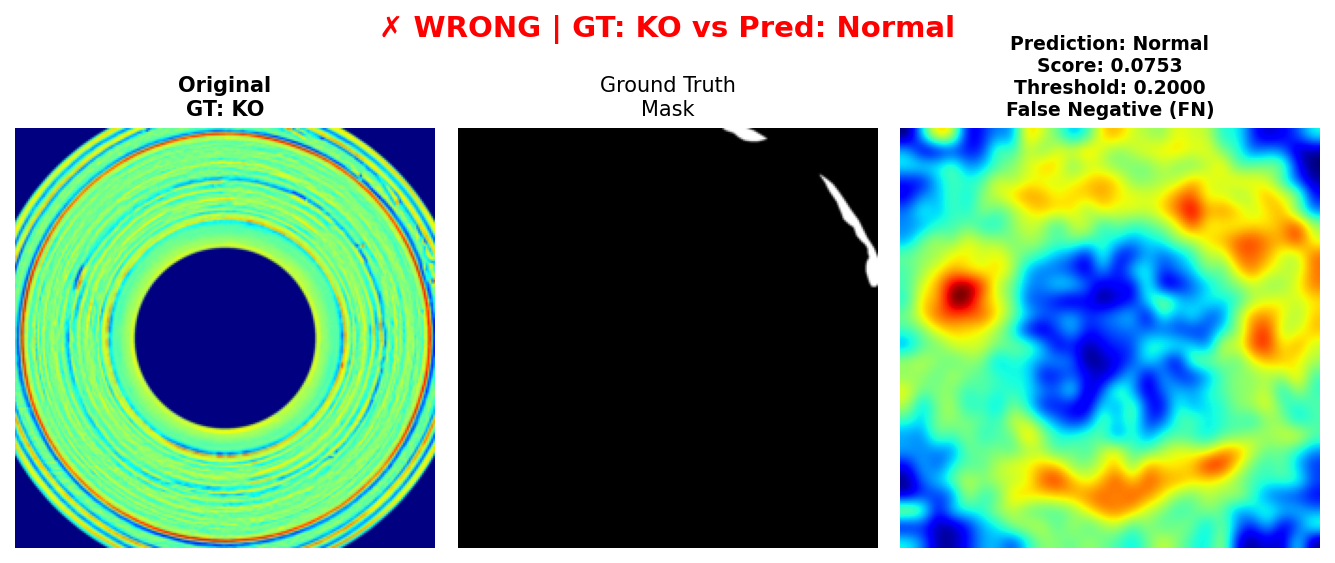 ✗ WRONG | GT: KO vs Pred: Normal
Original
GT: KO
Ground Truth
Mask
Prediction: Normal
Score: 0.0753
Threshold: 0.2000
False Negative (FN)